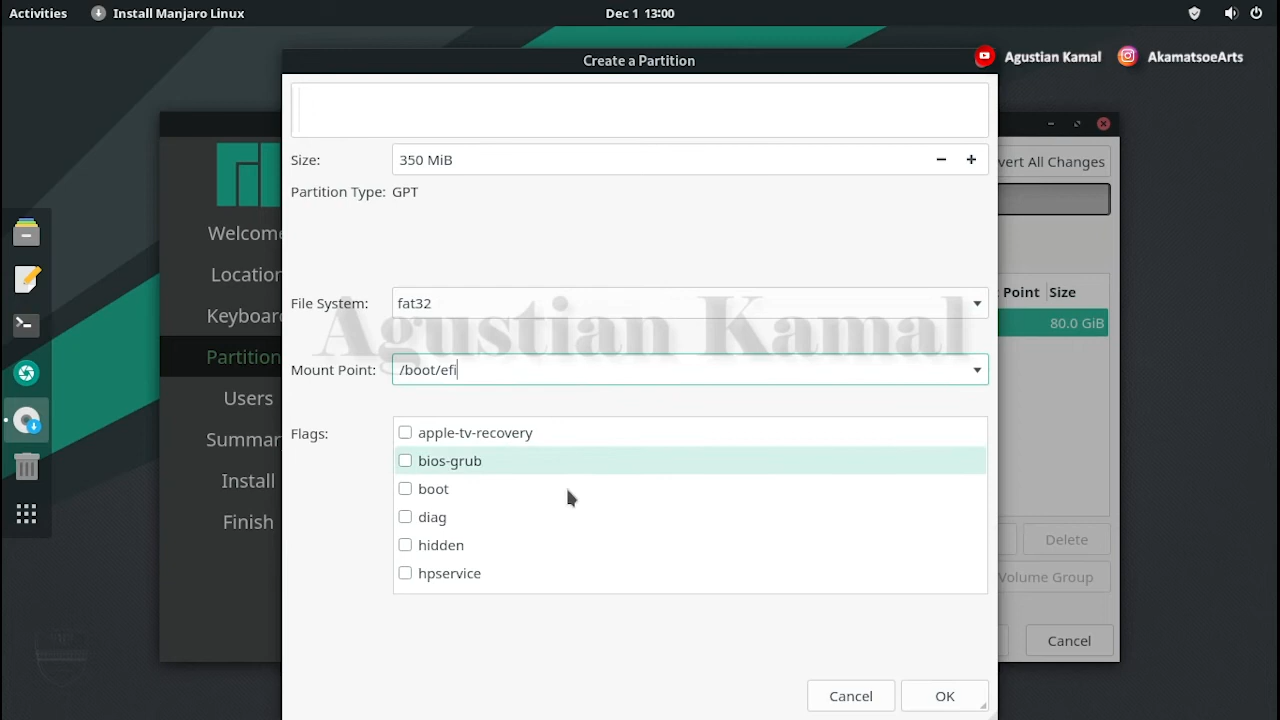 Activities Install Manjaro Linux Dec 1 13:00
Create a Partition
Agustian Kamal AkamatsoeArts
Size: 350 MiB
vert All Changes
Partition Type: GPT
Welcome
Location
Keyboard
Partition
Users
Summar
Install
Finish
File System: fat32
Point Size
80.0 GiB
Agustian Kamal
Mount Point: /boot/efi
Flags:
apple-tv-recovery
bios-grub
boot
diag
hidden
hpservice
Delete
Volume Group
Cancel
Cancel OK